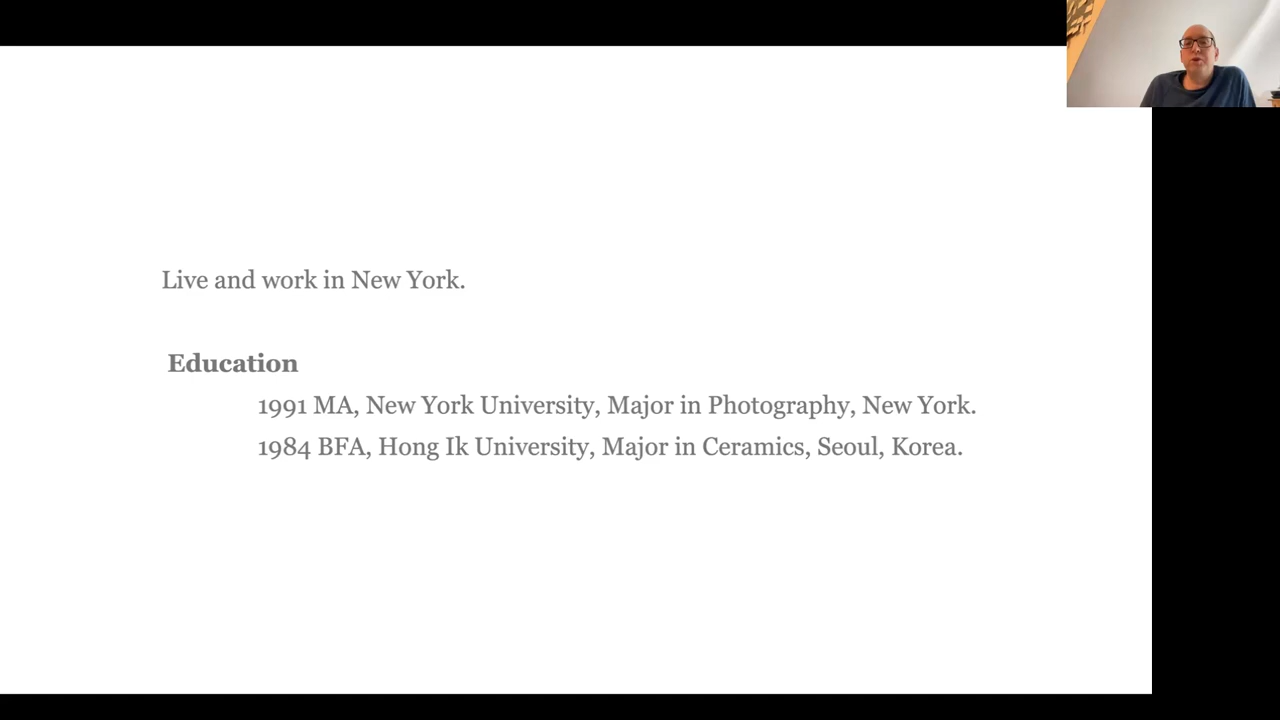 Live and work in New York.
Education
1991 MA, New York University, Major in Photography, New York.
1984 BFA, Hong Ik University, Major in Ceramics, Seoul, Korea.